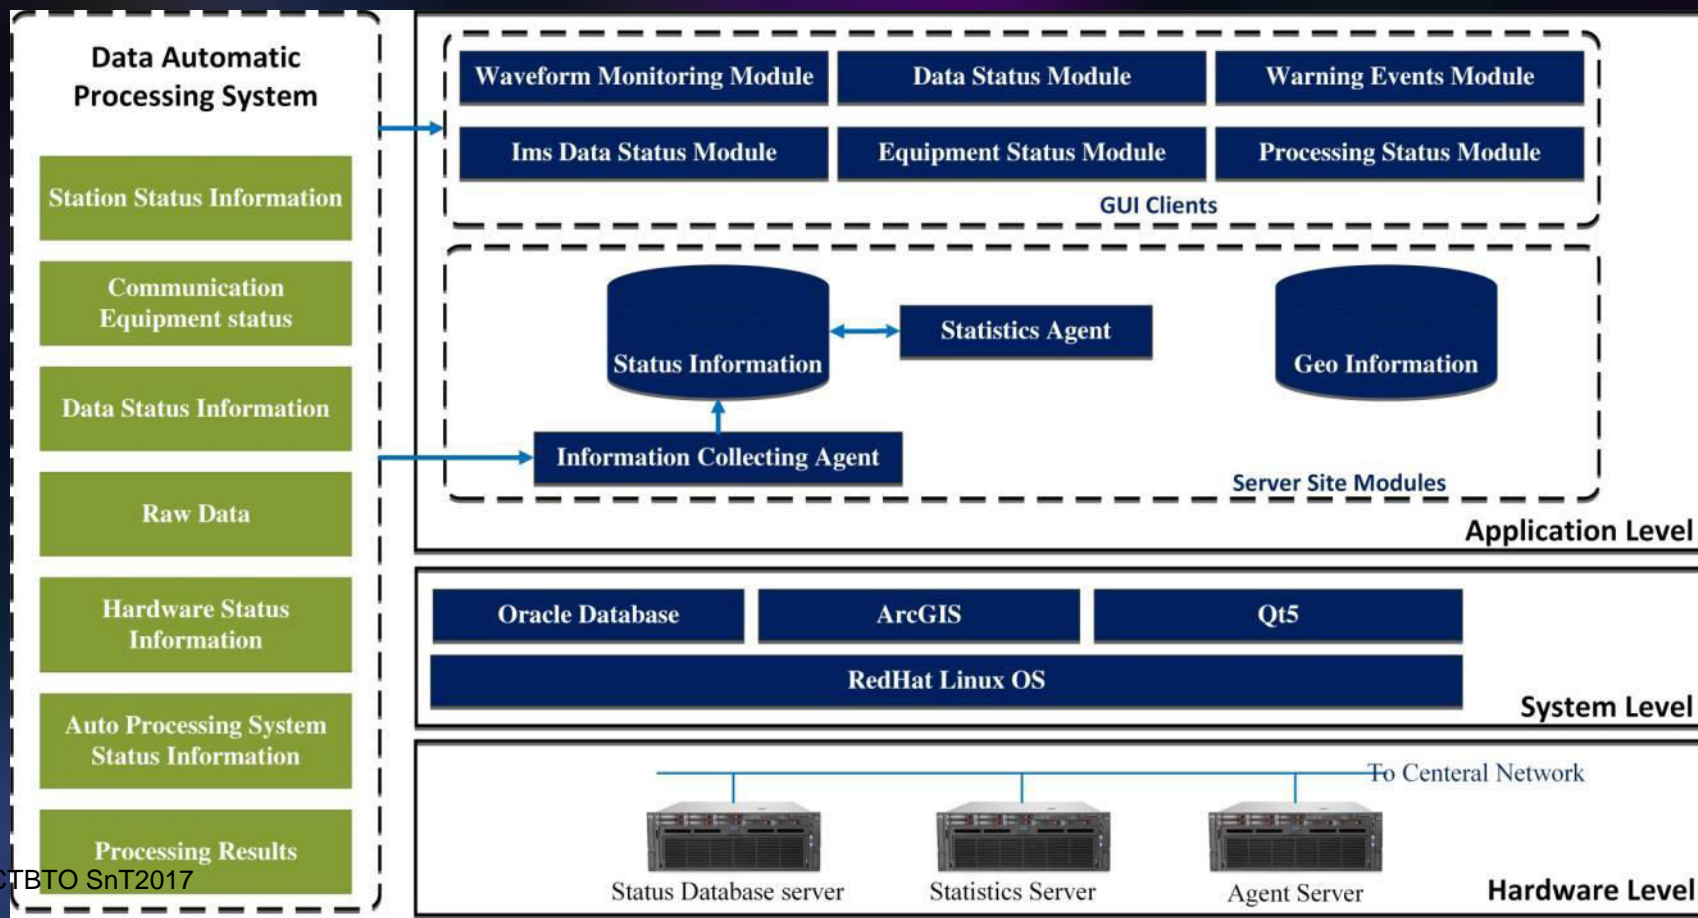 Data Automatic
Processing System
Station Status Information
Communication
Equipment status
Data Status Information
Raw Data
Hardware Status
Information
Auto Processing System
Status Information
Processing Results
CTBTO SnT2017
Waveform Monitoring Module
Data Status Module
Warning Events Module
Ims Data Status Module
Equipment Status Module
Processing Status Module
GUI Clients
Status Information
Statistics Agent
Geo Information
Information Collecting Agent
Server Site Modules
Application Level
Oracle Database
ArcGIS
Qt5
RedHat Linux OS
System Level
To Centeral Network
Status Database server
Statistics Server
Agent Server
Hardware Level